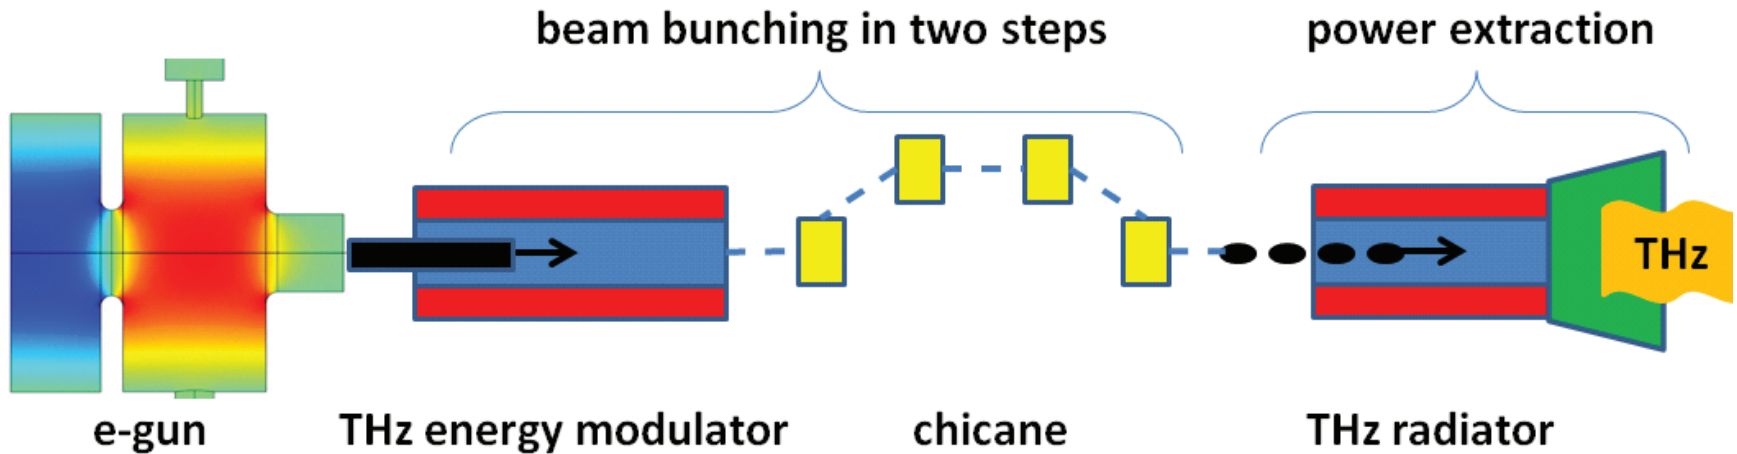 beam bunching in two steps
power extraction
THz
e-gun
THz energy modulator
chicane
THz radiator